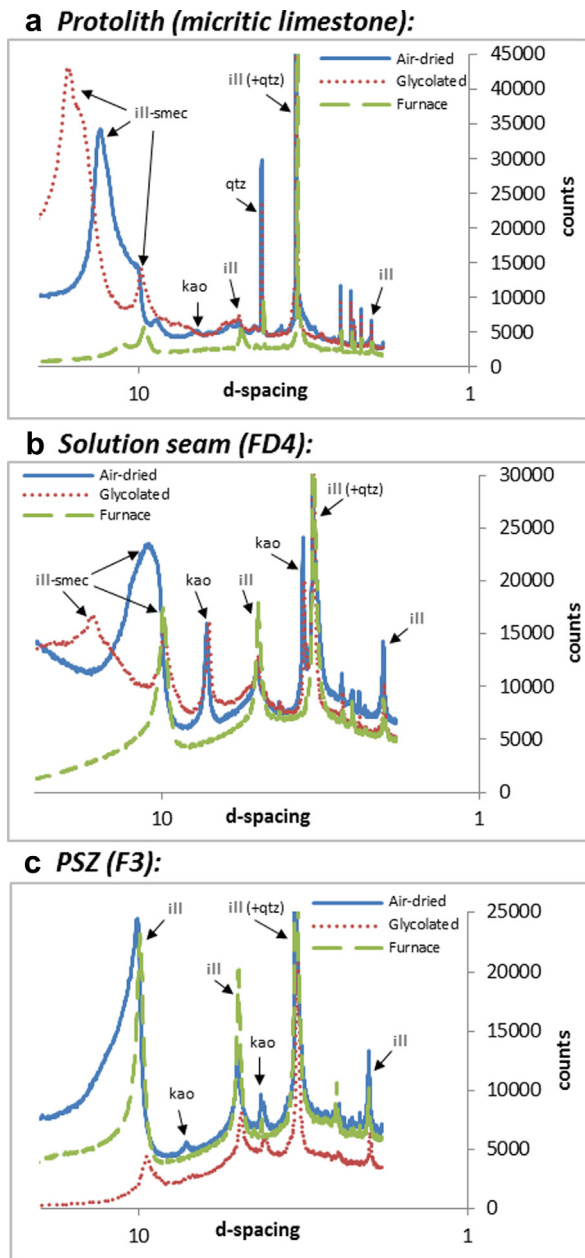 a Protolith (micritic limestone):
Air-dried
Glycolated
Furnace
ill (+qtz)
ill-smec
qtz
kao
ill
ill
45000
40000
35000
30000
25000
20000
15000
10000
5000
0
counts
10
d-spacing
1
b Solution seam (FD4):
Air-dried
Glycolated
Furnace
ill (+qtz)
kao
ill-smec
kao
ill
ill
30000
25000
20000
15000
10000
5000
0
counts
10
d-spacing
1
c PSZ (F3):
Air-dried
Glycolated
Furnace
ill
ill (+qtz)
ill
kao
ill
kao
25000
20000
15000
10000
5000
0
counts
10
d-spacing
1